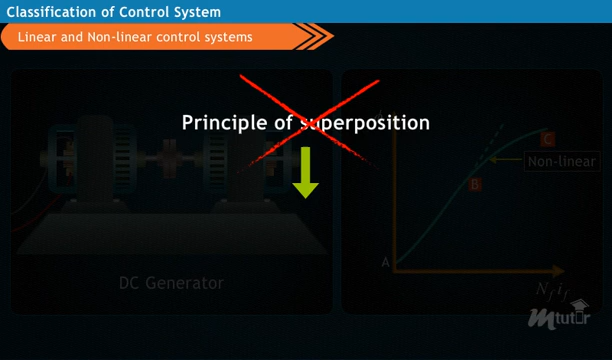 Classification of Control System
Linear and Non-linear control systems
Principle of superposition
C
Non-linear
B
A
DC Generator
N_f i_f
mtutor